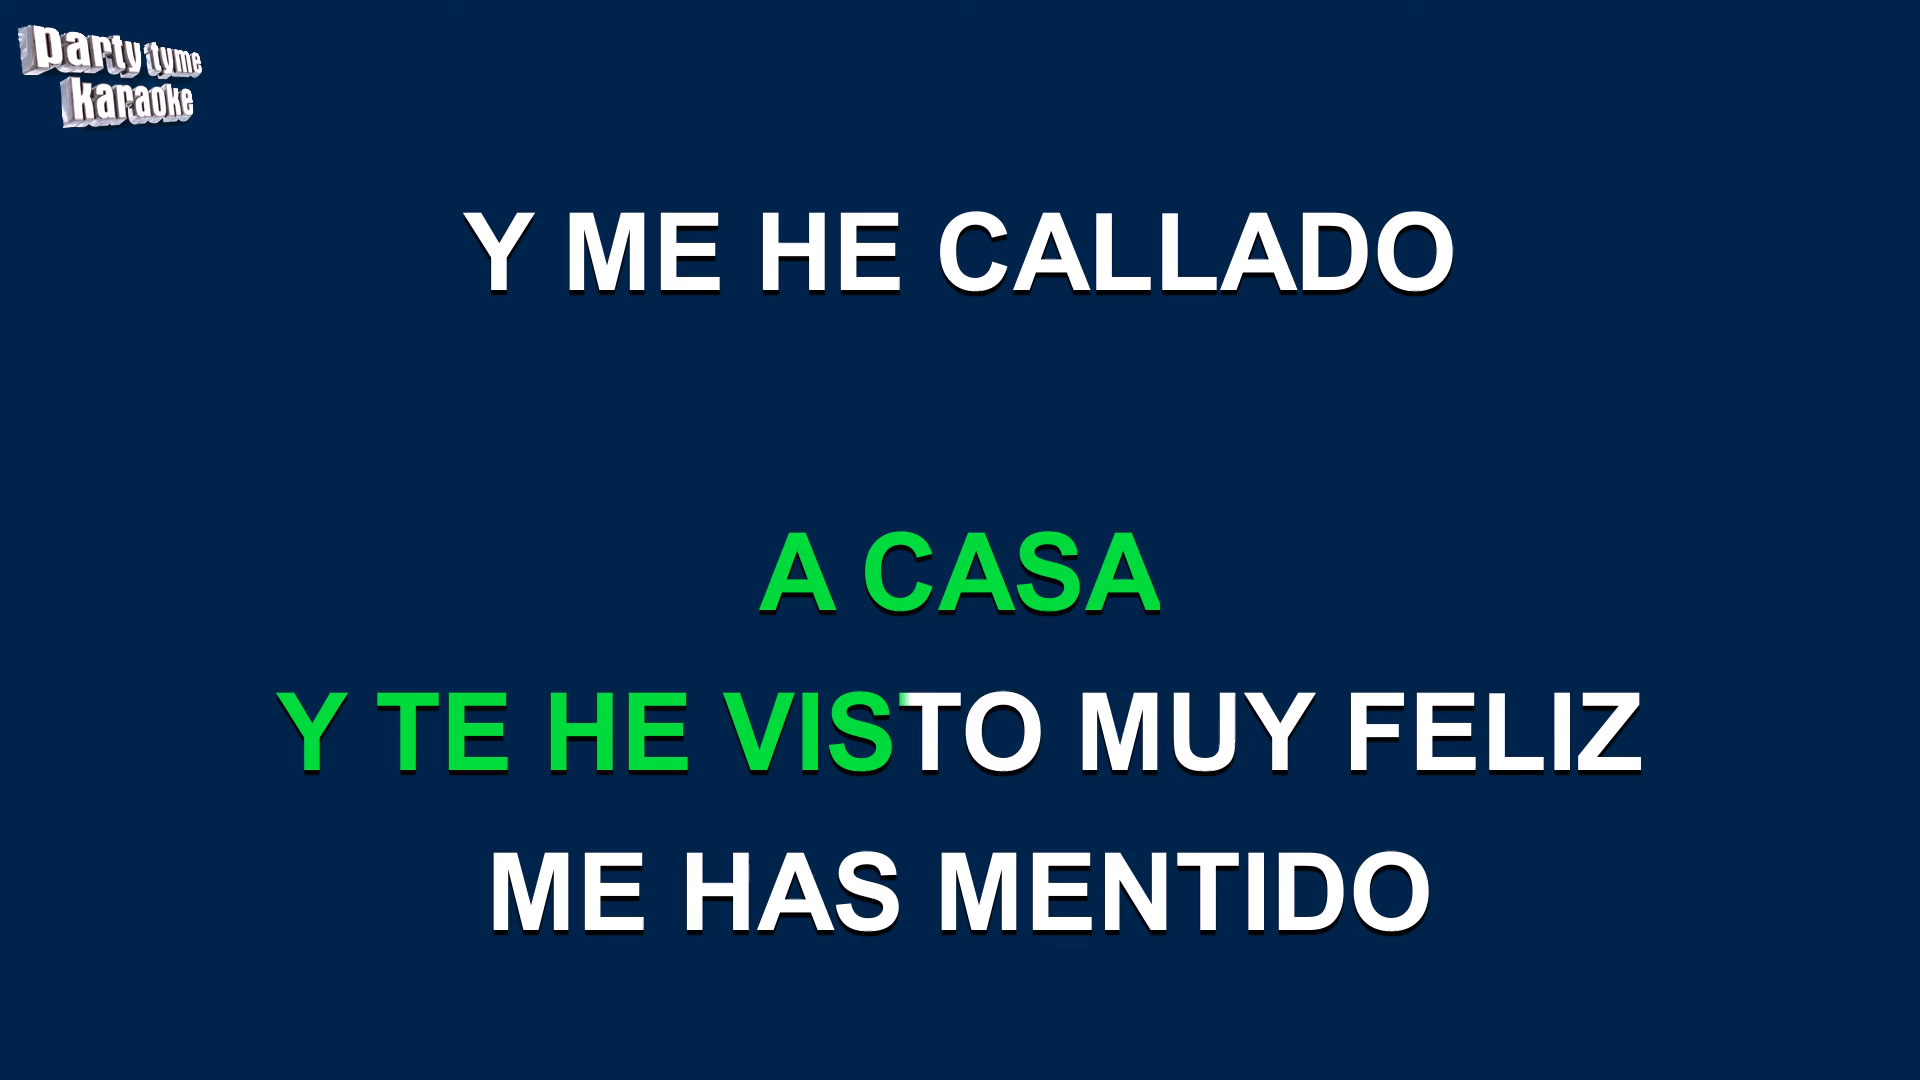 party tyme
karaoke
Y ME HE CALLADO
A CASA
Y TE HE VISTO MUY FELIZ
ME HAS MENTIDO